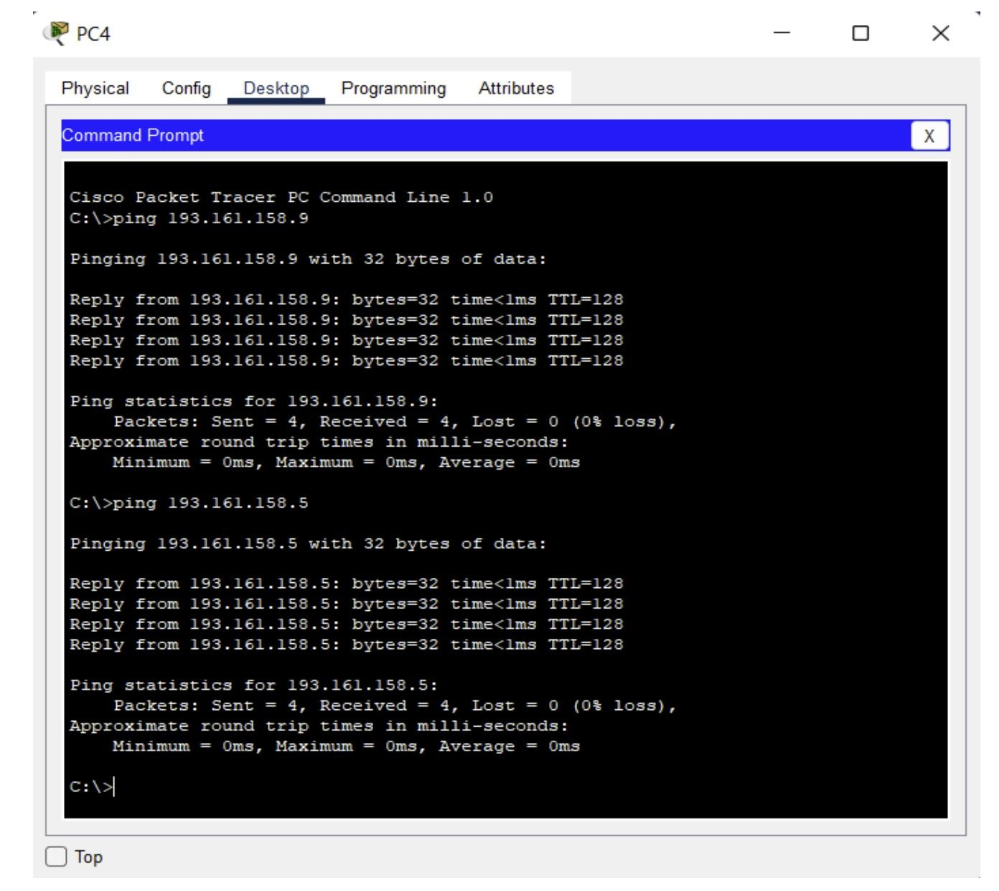 PC4
Physical Config Desktop Programming Attributes
Command Prompt
X
Cisco Packet Tracer PC Command Line 1.0
C:\>ping 193.161.158.9
Pinging 193.161.158.9 with 32 bytes of data:
Reply from 193.161.158.9: bytes=32 time<1ms TTL=128
Reply from 193.161.158.9: bytes=32 time<1ms TTL=128
Reply from 193.161.158.9: bytes=32 time<1ms TTL=128
Reply from 193.161.158.9: bytes=32 time<1ms TTL=128
Ping statistics for 193.161.158.9:
Packets: Sent = 4, Received = 4, Lost = 0 (0% loss),
Approximate round trip times in milli-seconds:
Minimum = 0ms, Maximum = 0ms, Average = 0ms
C:\>ping 193.161.158.5
Pinging 193.161.158.5 with 32 bytes of data:
Reply from 193.161.158.5: bytes=32 time<1ms TTL=128
Reply from 193.161.158.5: bytes=32 time<1ms TTL=128
Reply from 193.161.158.5: bytes=32 time<1ms TTL=128
Reply from 193.161.158.5: bytes=32 time<1ms TTL=128
Ping statistics for 193.161.158.5:
Packets: Sent = 4, Received = 4, Lost = 0 (0% loss),
Approximate round trip times in milli-seconds:
Minimum = 0ms, Maximum = 0ms, Average = 0ms
C:\>
Top